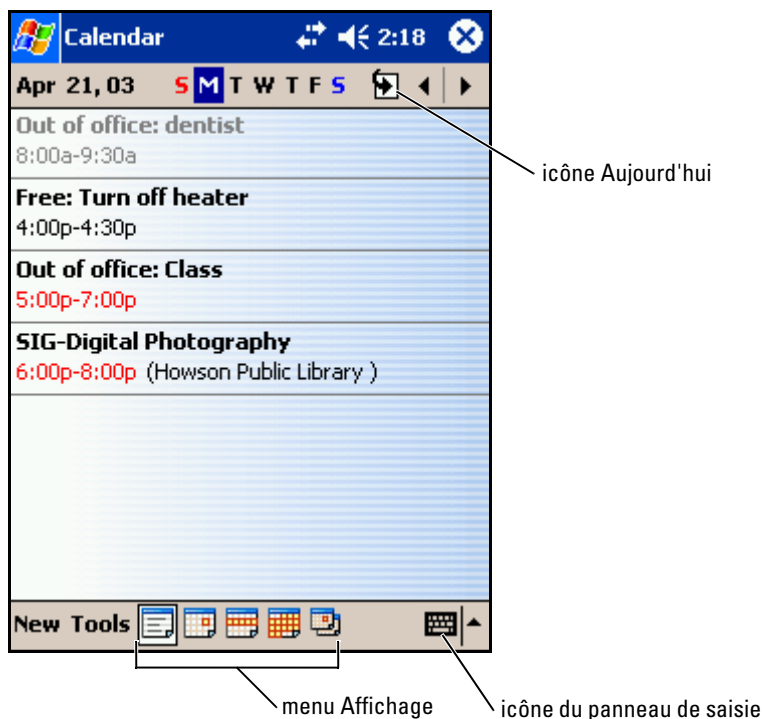 Calendar 2:18
Apr 21, 03 S M T W T F S
Out of office: dentist
8:00a-9:30a
icône Aujourd'hui
Free: Turn off heater
4:00p-4:30p
Out of office: Class
5:00p-7:00p
SIG-Digital Photography
6:00p-8:00p (Howson Public Library )
New Tools
menu Affichage
icône du panneau de saisie